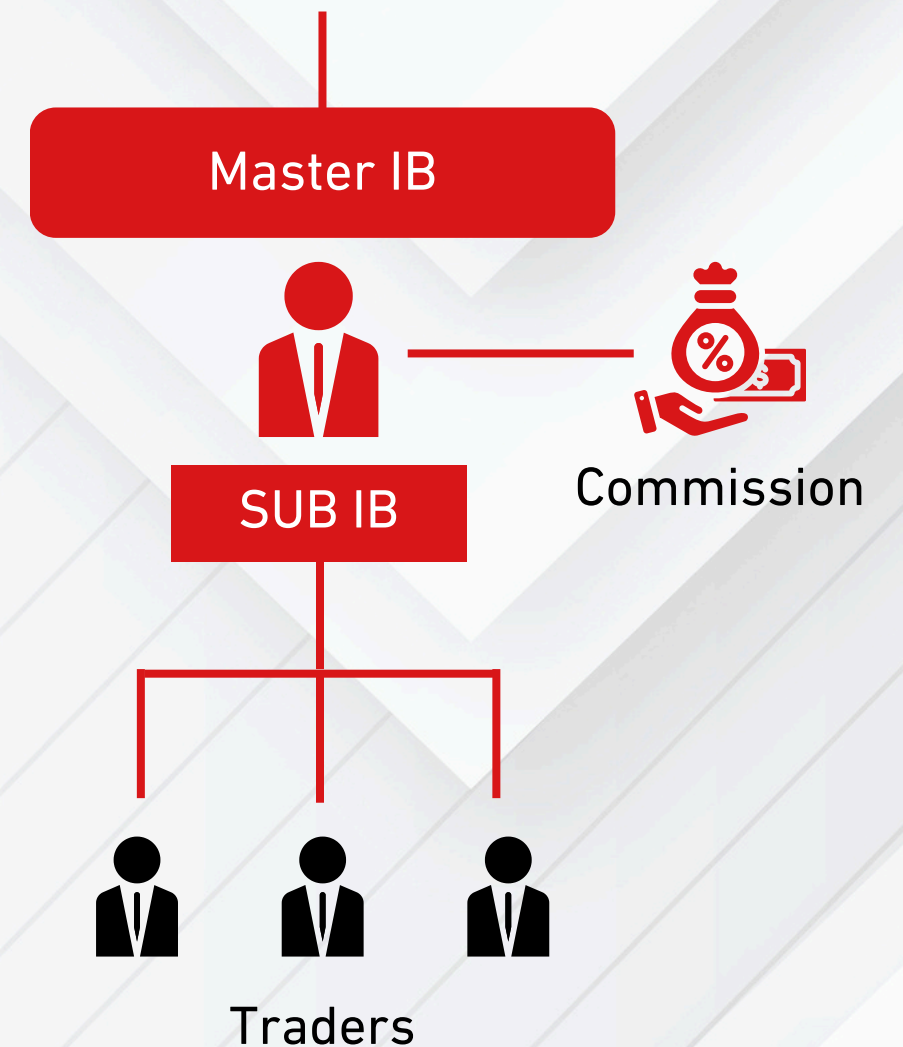 Master IB
%
$
Commission
SUB IB
Traders